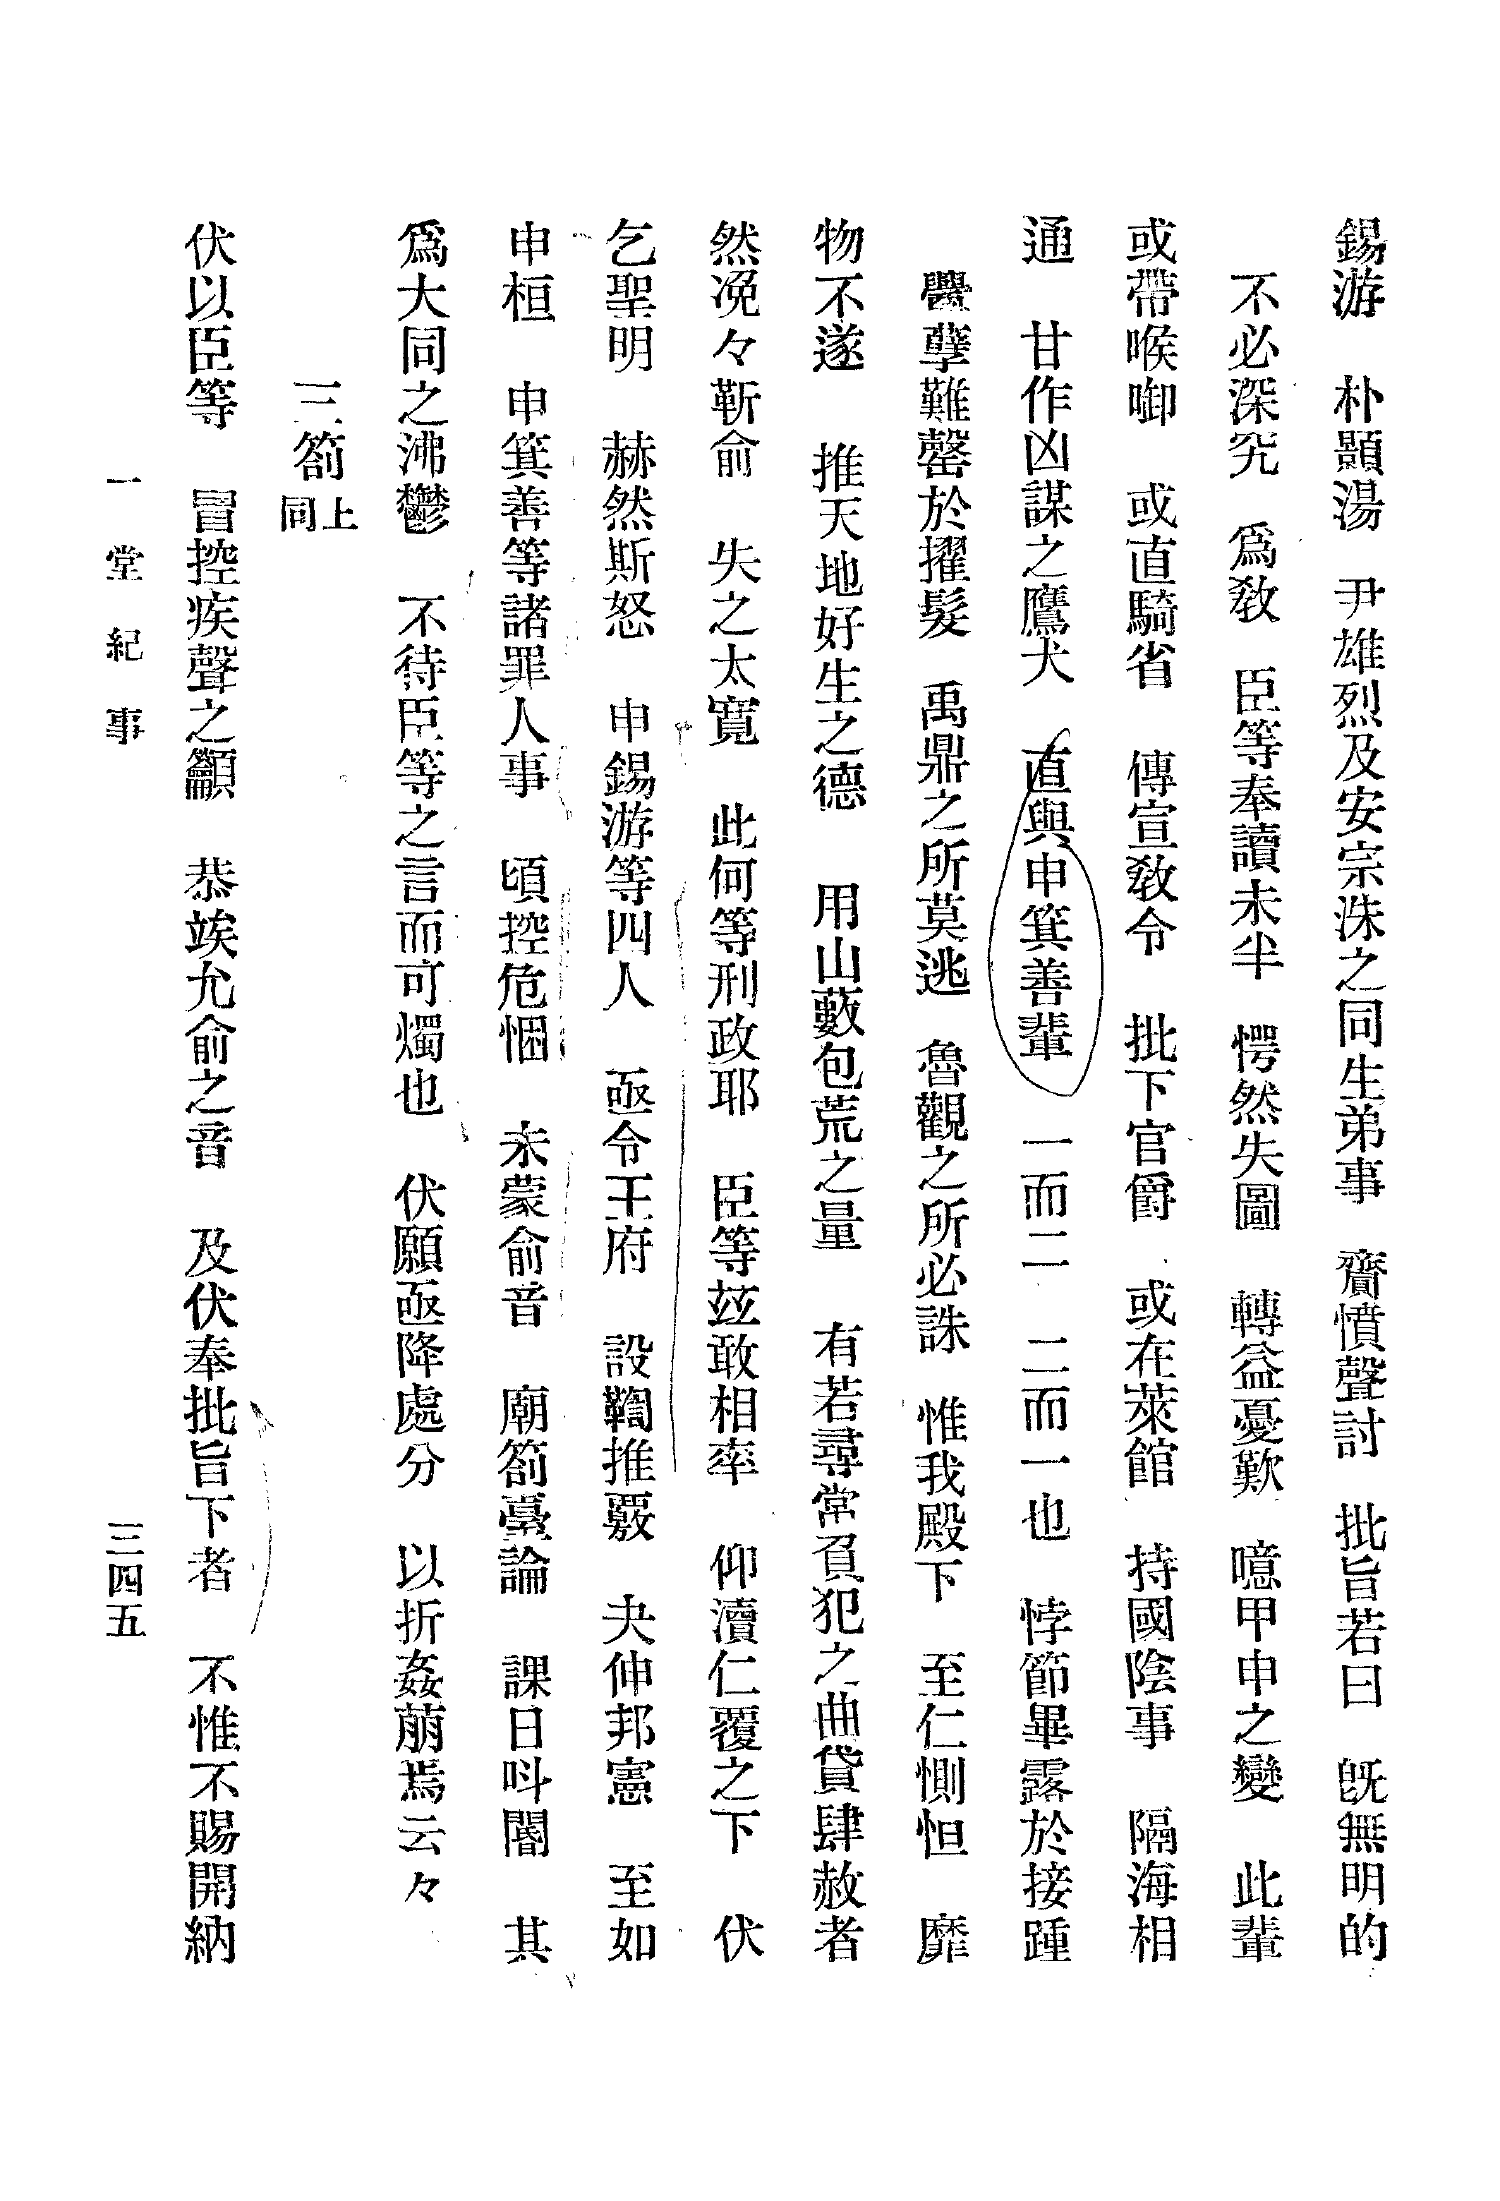 錫游　朴顯湯　尹雄烈及安宗洙之同生弟事　齎憤聲討　批旨若曰　旣無明的
不必深究　爲敎　臣等奉讀未半　愕然失圖　轉益憂歎　噫甲申之變　此輩
或帶喉啣　或直騎省　傳宣敎令　批下官爵　或在萊館　持國陰事　隔海相
通　甘作凶謀之鷹犬　直與申箕善輩　一而二　二而一也　悖節畢露於接踵
釁孼難罄於擢髮　禹鼎之所莫逃　魯觀之所必誅　惟我殿下　至仁惻怛　靡
物不遂　推天地好生之德　用山藪包荒之量　有若尋常負犯之曲貸肆赦者
然　俛々靳兪　失之太寬　此何等刑政耶　臣等玆敢相率　仰瀆仁覆之下　伏
乞聖明　赫然斯怒　申錫游等四人　亟令王府　設鞫推覈　夬伸邦憲　至如
申桓　申箕善等諸罪人事　頃控危悃　未蒙兪音　廟箚臺論　課日呌閽　其
爲大同之沸鬱　不待臣等之言而可燭也　伏願亟降處分　以折姦萠焉云々
三箚 同上
伏以臣等　冒控疾聲之籲　恭竢允兪之音　及伏奉批旨下者　不惟不賜開納
一堂紀事　三四五